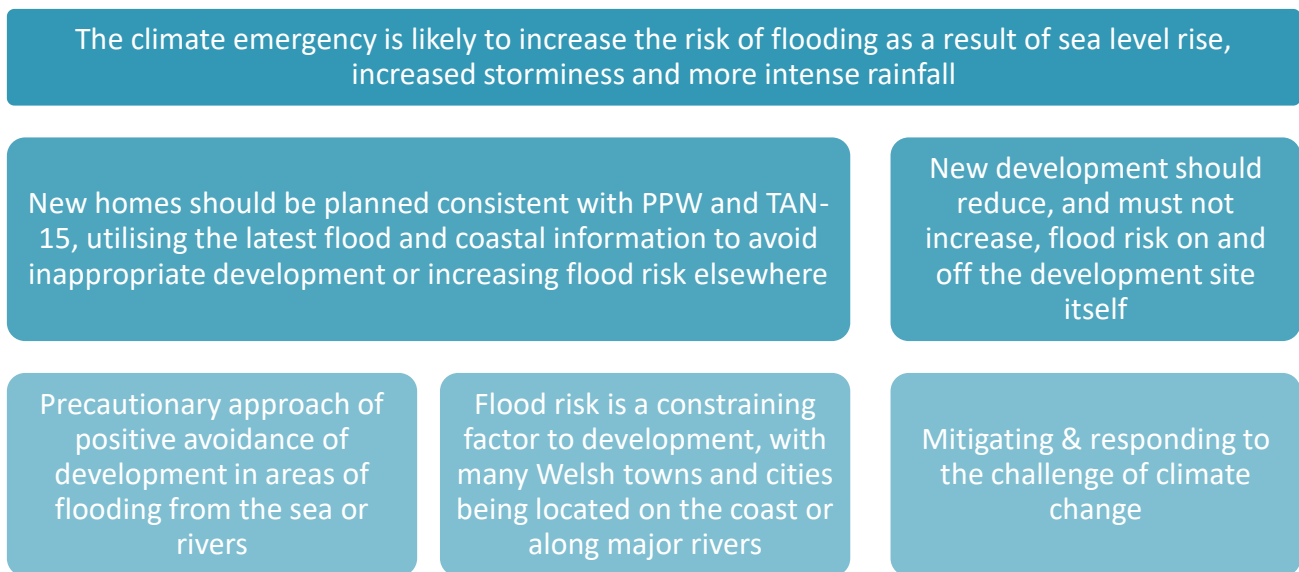 The climate emergency is likely to increase the risk of flooding as a result of sea level rise,
increased storminess and more intense rainfall
New homes should be planned consistent with PPW and TAN-
15, utilising the latest flood and coastal information to avoid
inappropriate development or increasing flood risk elsewhere
New development should
reduce, and must not
increase, flood risk on and
off the development site
itself
Precautionary approach of
positive avoidance of
development in areas of
flooding from the sea or
rivers
Flood risk is a constraining
factor to development, with
many Welsh towns and cities
being located on the coast or
along major rivers
Mitigating & responding to
the challenge of climate
change